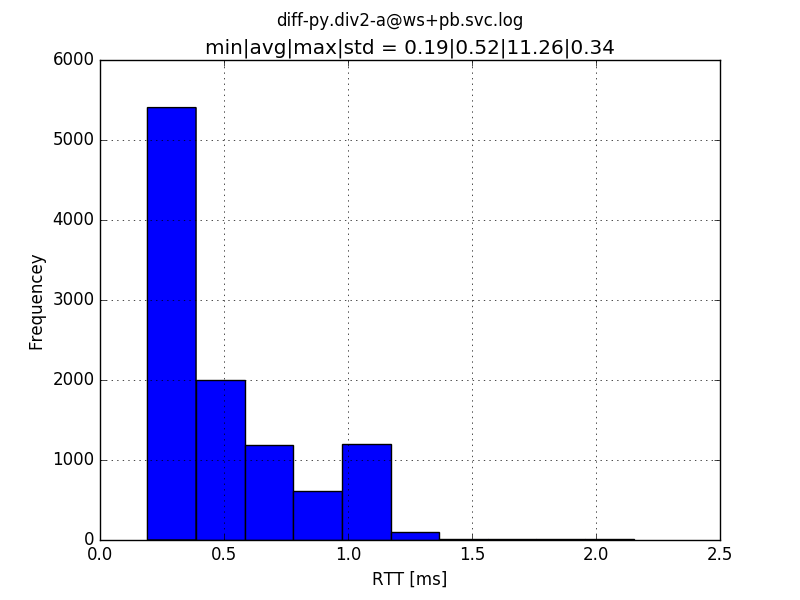 diff-py.div2-a@ws+pb.svc.log
min|avg|max|std = 0.19|0.52|11.26|0.34
6000
5000
4000
3000
2000
1000
0
Frequencey
0.0 0.5 1.0 1.5 2.0 2.5
RTT [ms]